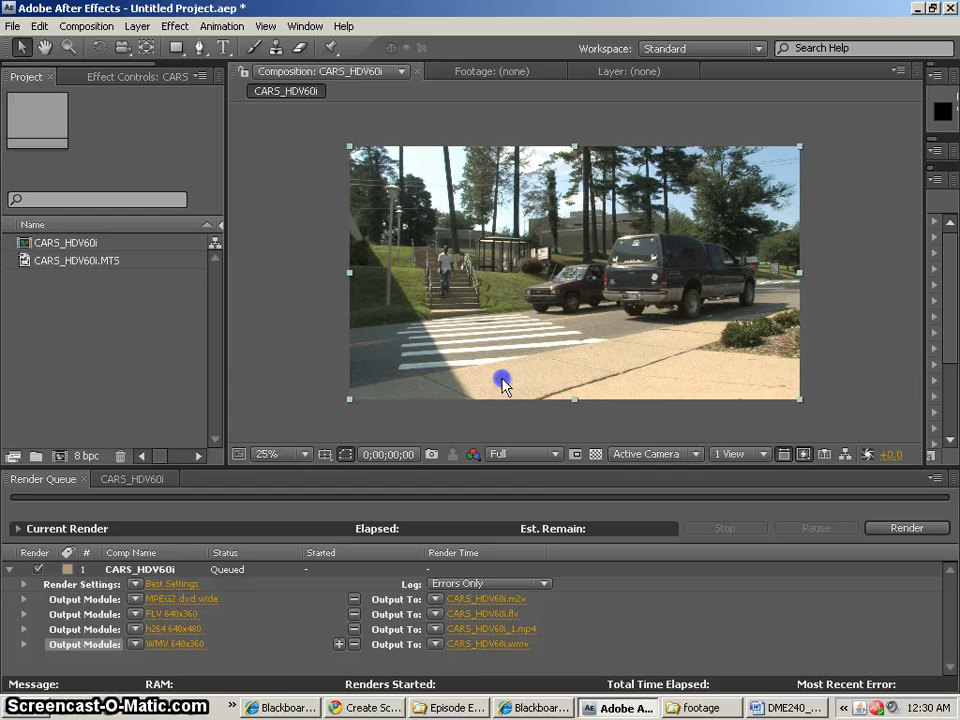 Adobe After Effects - Untitled Project.aep *
File Edit Composition Layer Effect Animation View Window Help
Workspace: Standard Search Help
Project × Effect Controls: CARS Composition: CARS_HDV60i × Footage: (none) Layer: (none)
CARS_HDV60i
Name
CARS_HDV60i
CARS_HDV60i.MTS
8 bpc 25% 0;00;00;00 Full Active Camera 1 View +0.0
Render Queue × CARS_HDV60i
Current Render Elapsed: Est. Remain: Stop Pause Render
Render # Comp Name Status Started Render Time
1 CARS_HDV60i Queued - -
Render Settings: Best Settings Log: Errors Only
Output Module: MPEG2 dvd wide Output To: CARS_HDV60i.m2v
Output Module: FLV 640x360 Output To: CARS_HDV60i.flv
Output Module: h264 640x480 Output To: CARS_HDV60i_1.mp4
Output Module: WMV 640x360 Output To: CARS_HDV60i.wmv
Message: RAM: Renders Started: Total Time Elapsed: Most Recent Error:
Screencast-O-Matic.com » Blackboar... Create Sc... Episode E... Blackboar... Adobe A... footage DME240_... « 12:30 AM